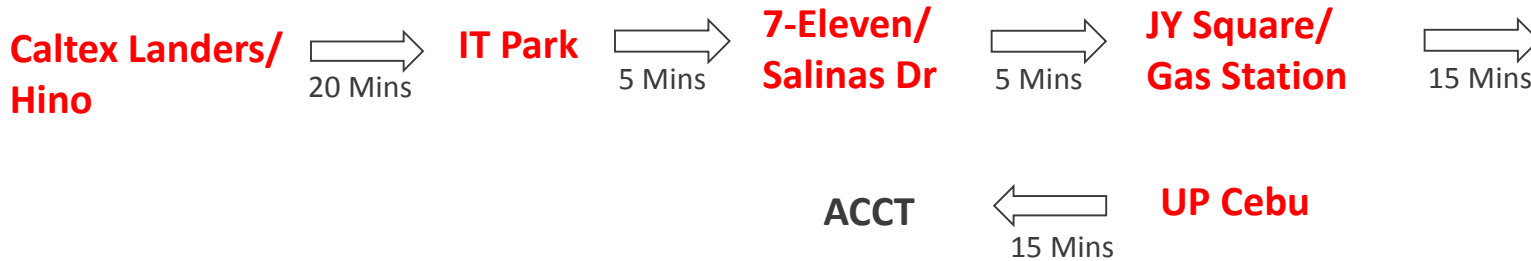 Caltex Landers/
Hino
20 Mins
IT Park
5 Mins
7-Eleven/
Salinas Dr
5 Mins
JY Square/
Gas Station
15 Mins
UP Cebu
15 Mins
ACCT